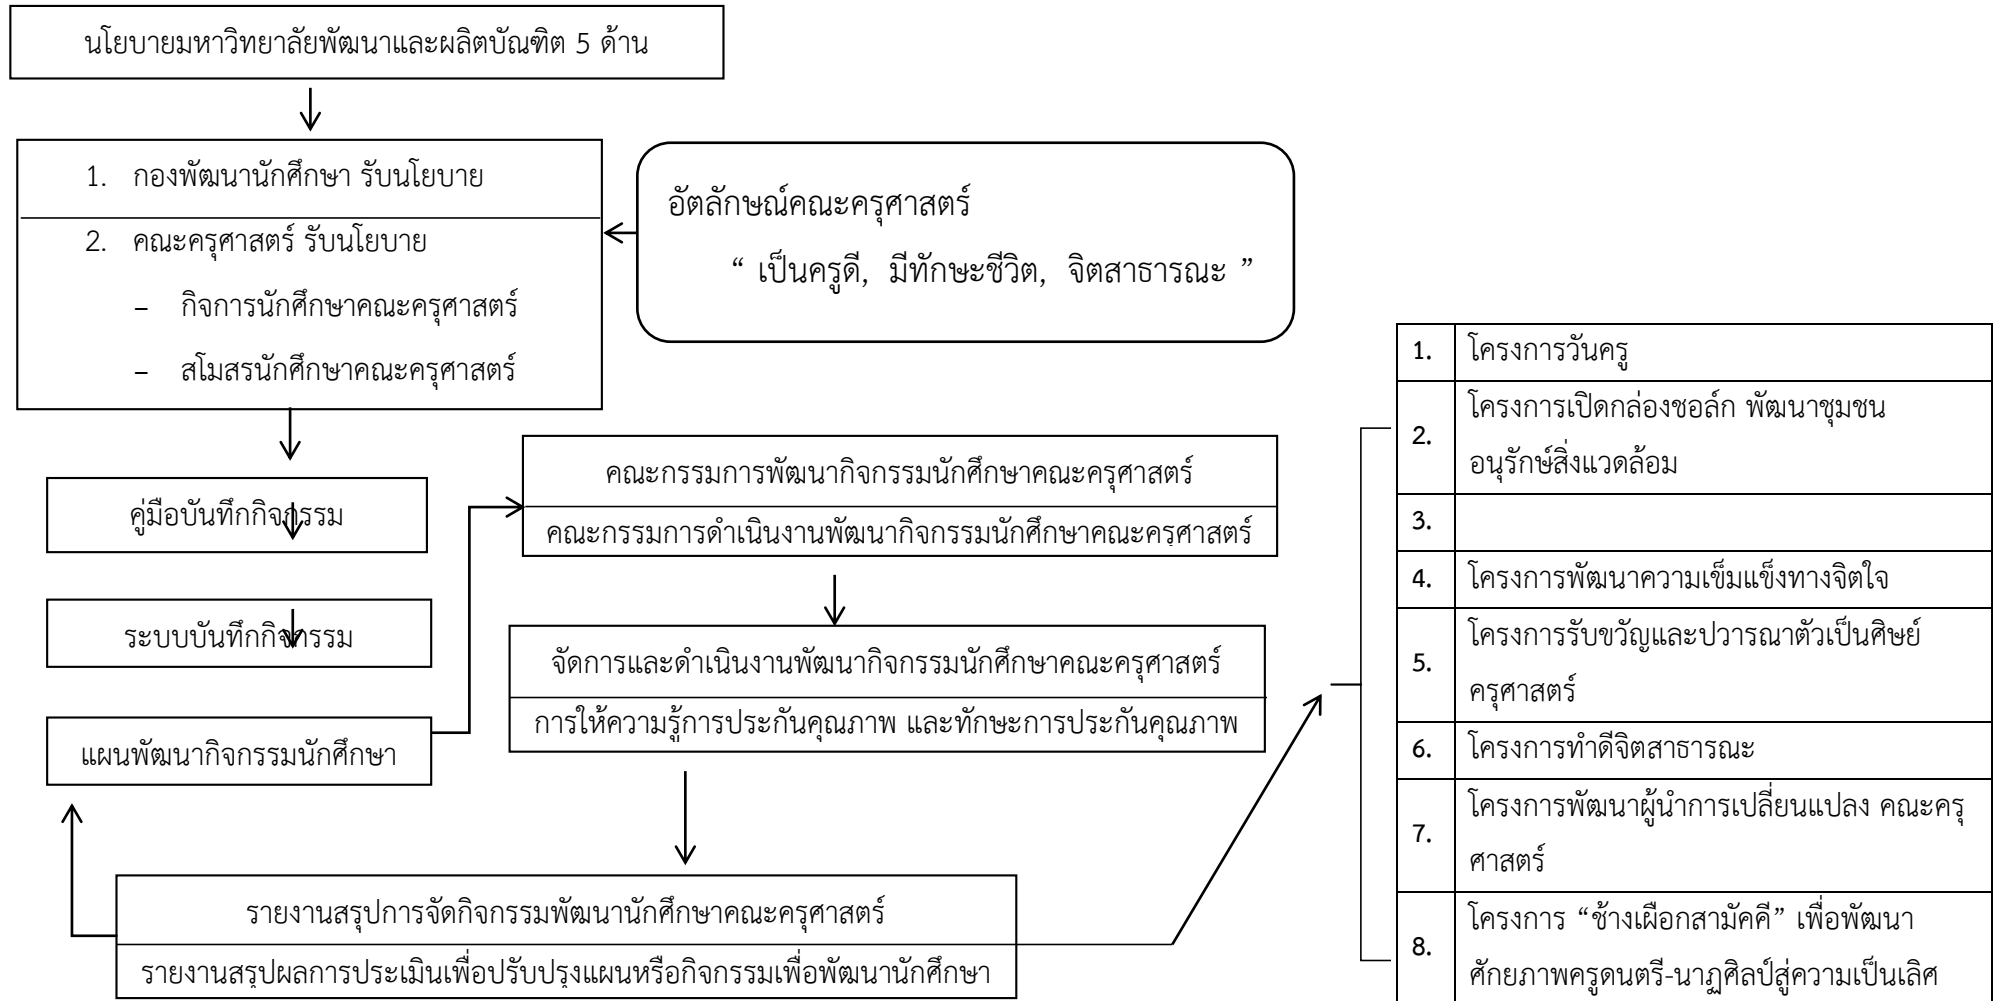 นโยบายมหาวิทยาลัยพัฒนาและผลิตบัณฑิต 5 ด้าน
1. กองพัฒนานักศึกษา รับนโยบาย
2. คณะครุศาสตร์ รับนโยบาย
– กิจการนักศึกษาคณะครุศาสตร์
– สโมสรนักศึกษาคณะครุศาสตร์
อัตลักษณ์คณะครุศาสตร์
“ เป็นครูดี, มีทักษะชีวิต, จิตสาธารณะ ”
คู่มือบันทึกกิจกรรม
ระบบบันทึกกิจกรรม
แผนพัฒนากิจกรรมนักศึกษา
คณะกรรมการพัฒนากิจกรรมนักศึกษาคณะครุศาสตร์
คณะกรรมการดำเนินงานพัฒนากิจกรรมนักศึกษาคณะครุศาสตร์
จัดการและดำเนินงานพัฒนากิจกรรมนักศึกษาคณะครุศาสตร์
การให้ความรู้การประกันคุณภาพ และทักษะการประกันคุณภาพ
รายงานสรุปการจัดกิจกรรมพัฒนานักศึกษาคณะครุศาสตร์
รายงานสรุปผลการประเมินเพื่อปรับปรุงแผนหรือกิจกรรมเพื่อพัฒนานักศึกษา
1. โครงการวันครู
2. โครงการเปิดกล่องชอล์ก พัฒนาชุมชน
อนุรักษ์สิ่งแวดล้อม
3.
4. โครงการพัฒนาความเข็มแข็งทางจิตใจ
5. โครงการรับขวัญและปวารณาตัวเป็นศิษย์
ครุศาสตร์
6. โครงการทำดีจิตสาธารณะ
7. โครงการพัฒนาผู้นำการเปลี่ยนแปลง คณะครุ
ศาสตร์
8. โครงการ “ช้างเผือกสามัคคี” เพื่อพัฒนา
ศักยภาพครูดนตรี-นาฏศิลป์สู่ความเป็นเลิศ